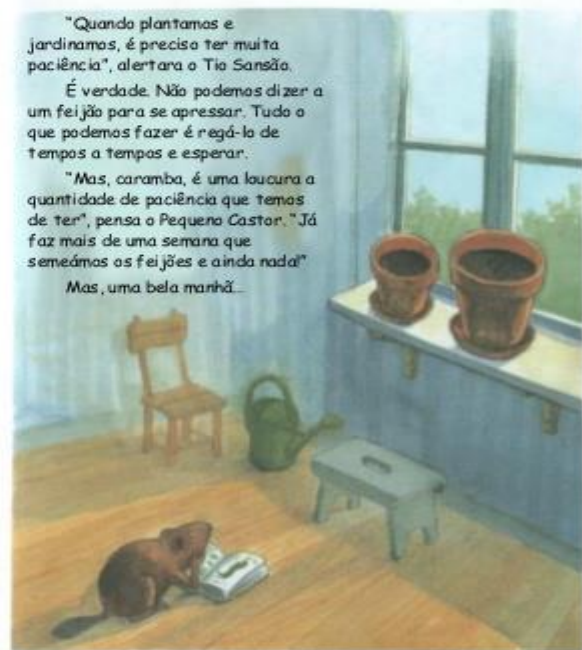 "Quando plantamos e
jardinamos, é preciso ter muita
paciência", alertara o Tio Sansão.
É verdade. Não podemos dizer a
um feijão para se apressar. Tudo o
que podemos fazer é regá-lo de
tempos a tempos e esperar.
"Mas, caramba, é uma loucura a
quantidade de paciência que temos
de ter", pensa o Pequeno Castor. "Já
faz mais de uma semana que
semeámos os feijões e ainda nada!"
Mas, uma bela manhã...